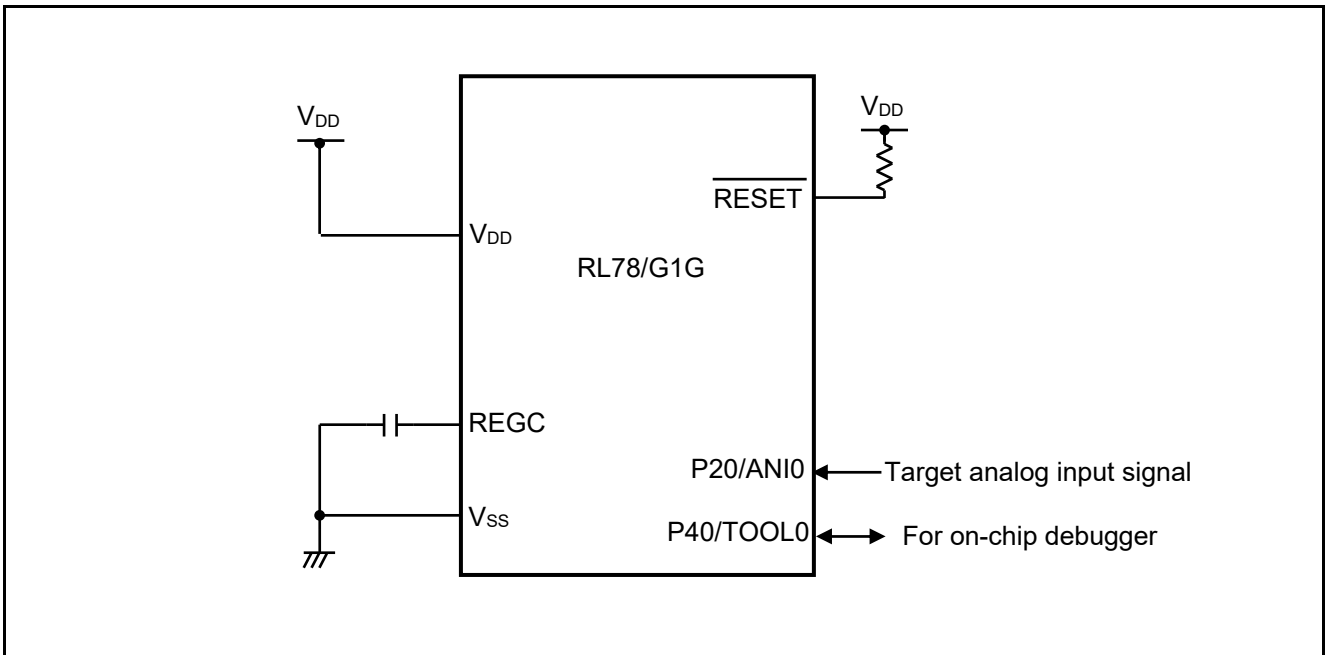 VDD
VDD
RESET
VDD
RL78/G1G
REGC
P20/ANI0
Target analog input signal
VSS
P40/TOOL0
For on-chip debugger